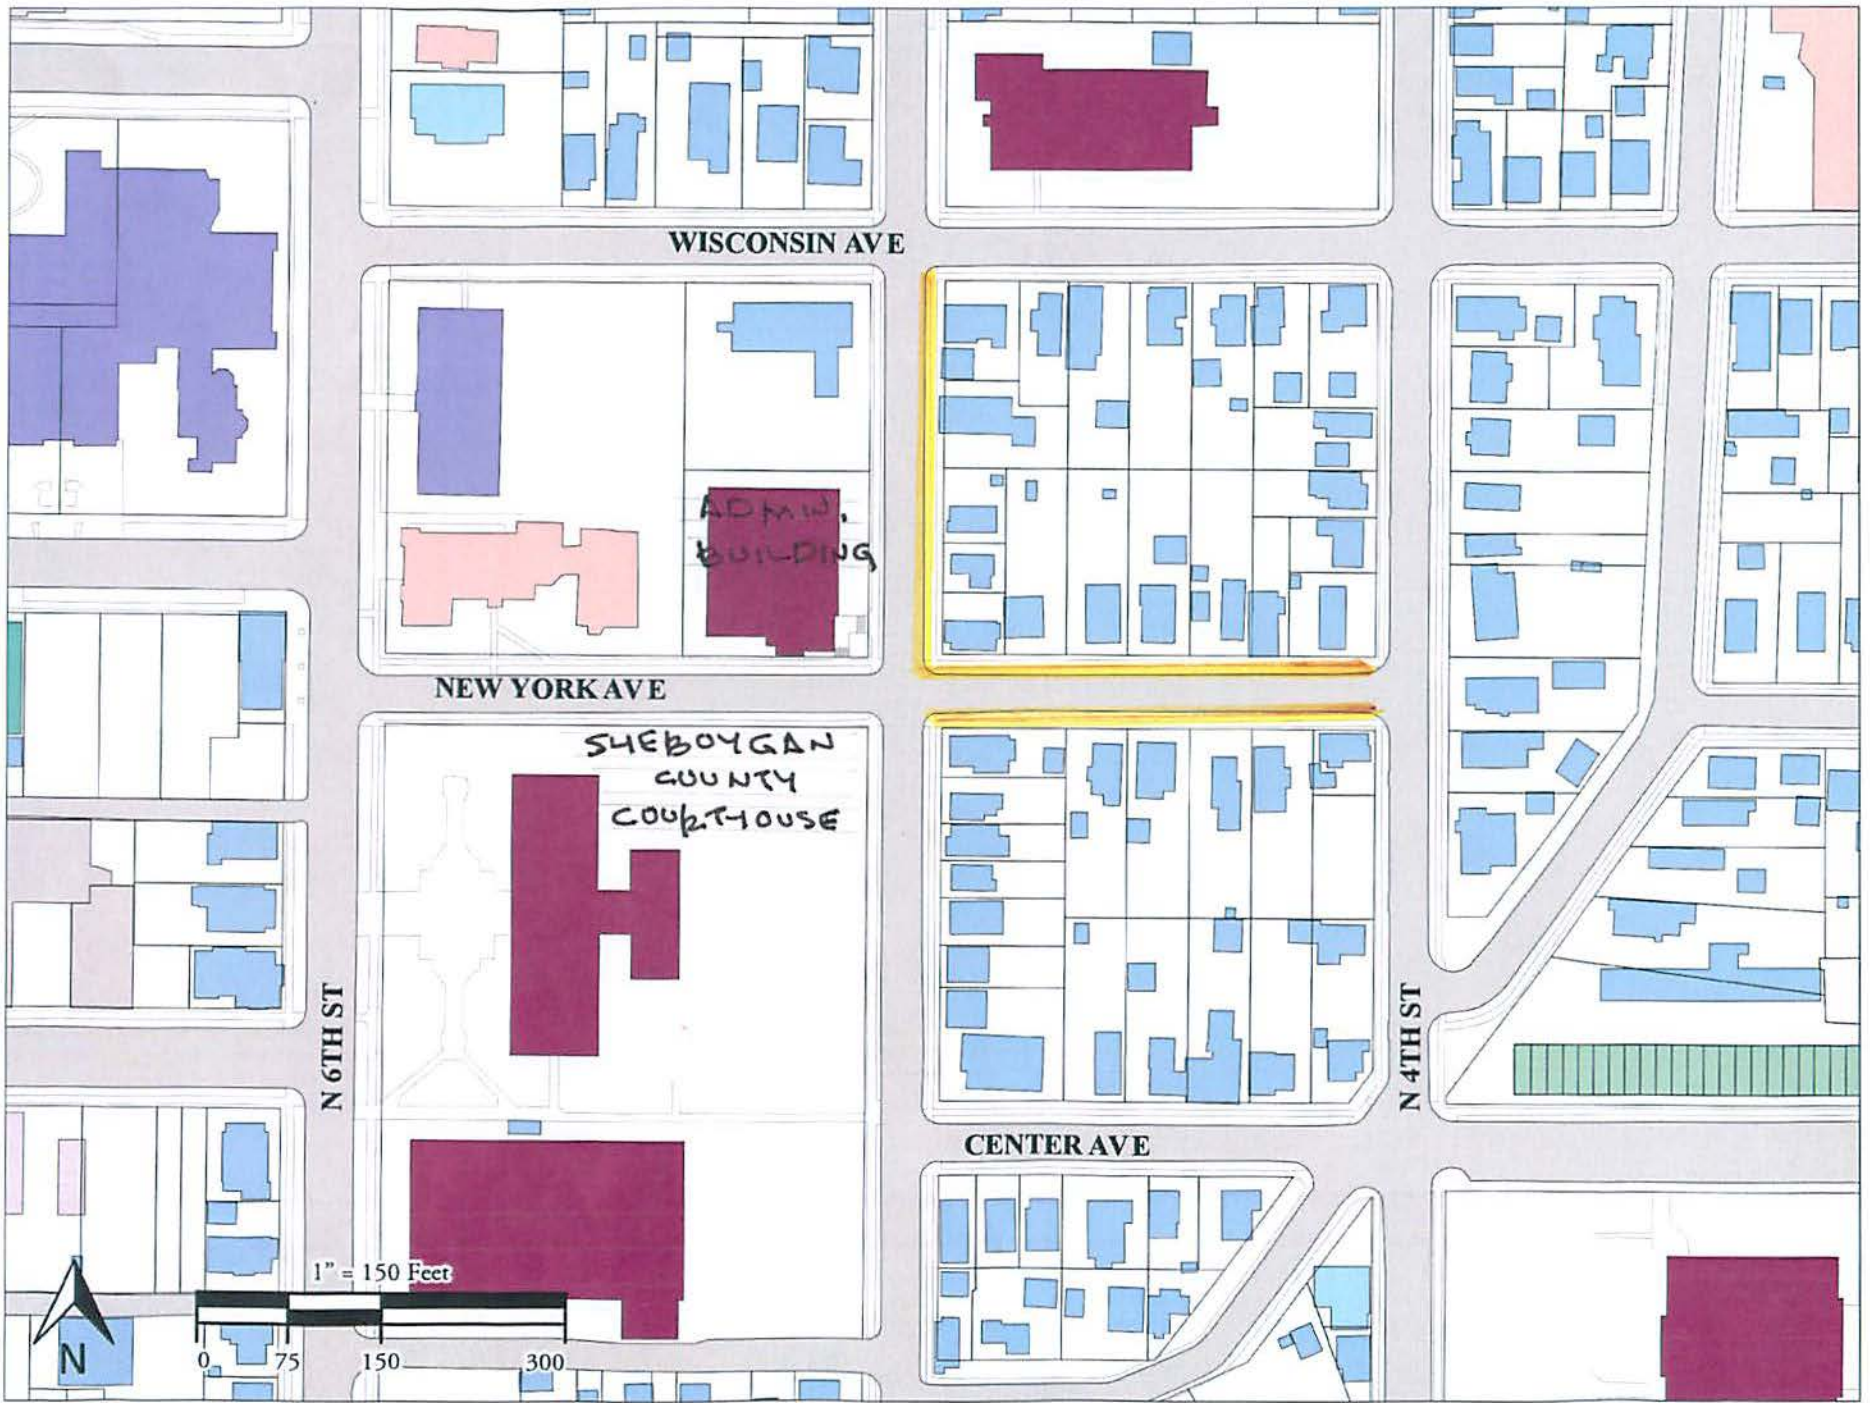 WISCONSIN AVE
ADMIN.
BUILDING
NEW YORK AVE
SHEBOYGAN
COUNTY
COURTHOUSE
N 6TH ST
N 4TH ST
CENTER AVE
1" = 150 Feet
N
0 75 150 300